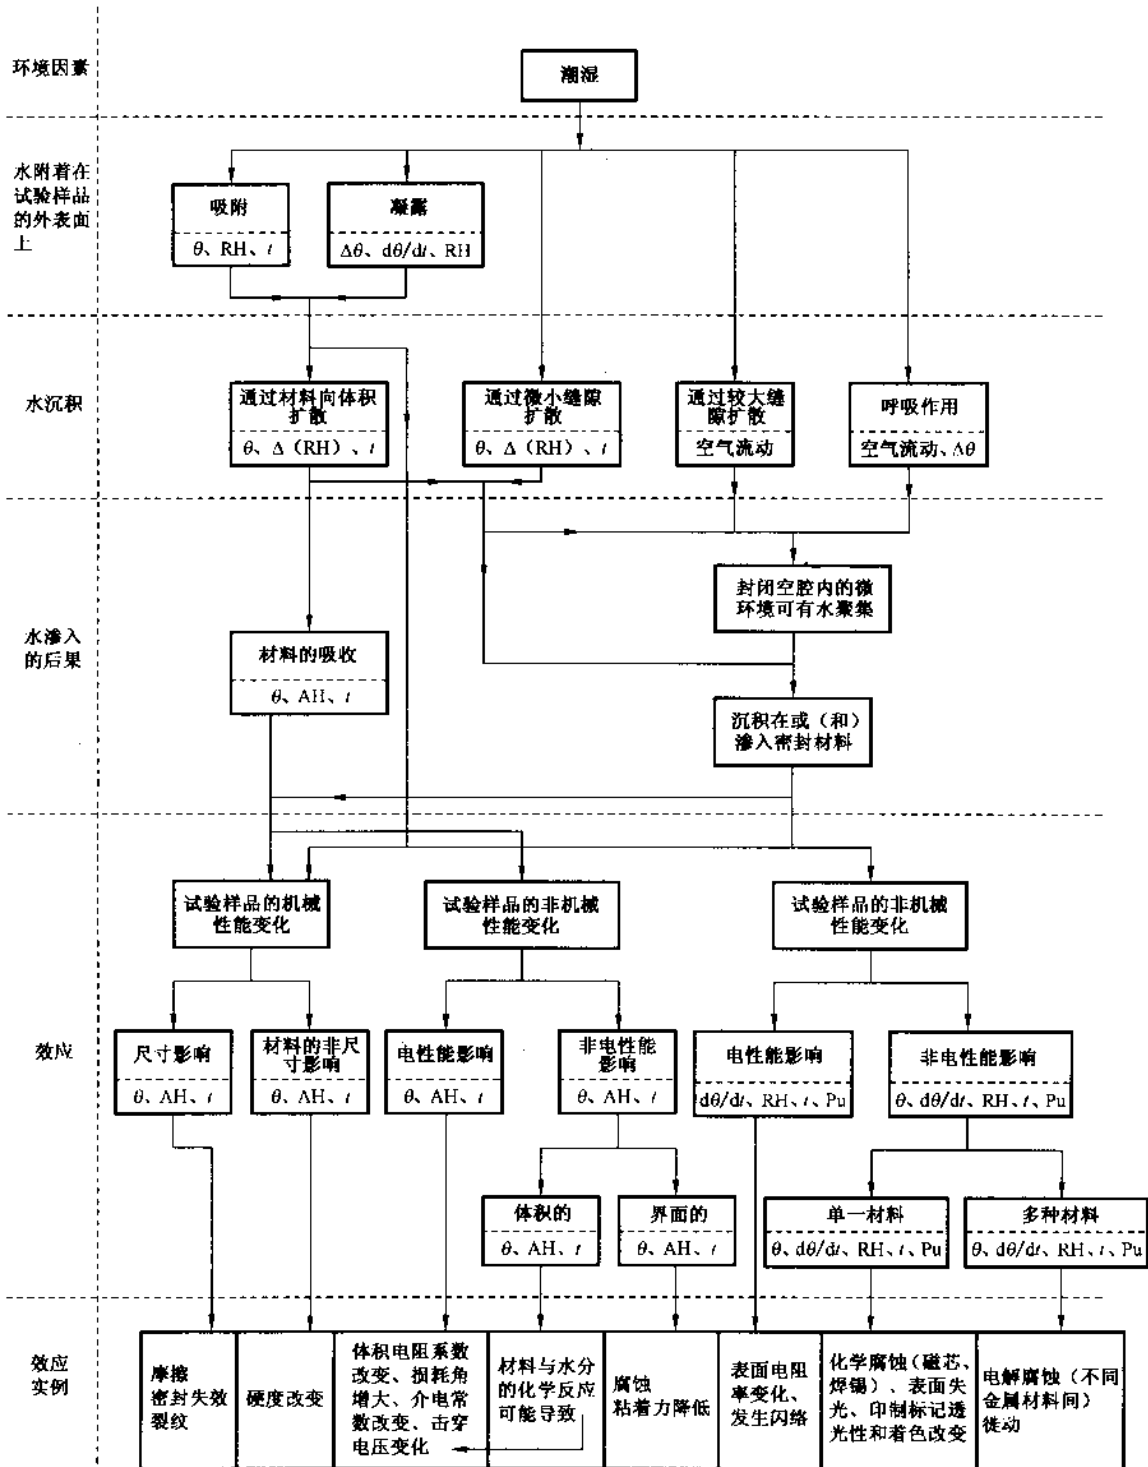 环境因素
潮湿
水附着在
试验样品
的外表面
上
吸附
θ、RH、t
凝露
Δθ、dθ/dt、RH
水沉积
通过材料向体积
扩散
θ、Δ（RH）、t
通过微小缝隙
扩散
θ、Δ（RH）、t
通过较大缝
隙扩散
空气流动
呼吸作用
空气流动、Δθ
水渗入
的后果
封闭空腔内的微
环境可有水聚集
材料的吸收
θ、AH、t
沉积在或（和）
渗入密封材料
效应
试验样品的机械
性能变化
试验样品的非机械
性能变化
试验样品的非机械
性能变化
尺寸影响
θ、AH、t
材料的非尺
寸影响
θ、AH、t
电性能影响
θ、AH、t
非电性能
影响
θ、AH、t
电性能影响
dθ/dt、RH、t、Pu
非电性能影响
θ、dθ/dt、RH、t、Pu
体积的
θ、AH、t
界面的
θ、AH、t
单一材料
θ、dθ/dt、RH、t、Pu
多种材料
θ、dθ/dt、RH、t、Pu
效应
实例
摩擦
密封失效
裂纹
硬度改变
体积电阻系数
改变、损耗角
增大、介电常
数改变、击穿
电压变化
材料与水分
的化学反应
可能导致
腐蚀
粘着力降低
表面电阻
率变化、
发生闪络
化学腐蚀（磁芯、
焊锡）、表面失
光、印制标记透
光性和着色改变
电解腐蚀（不同
金属材料间）
徙动